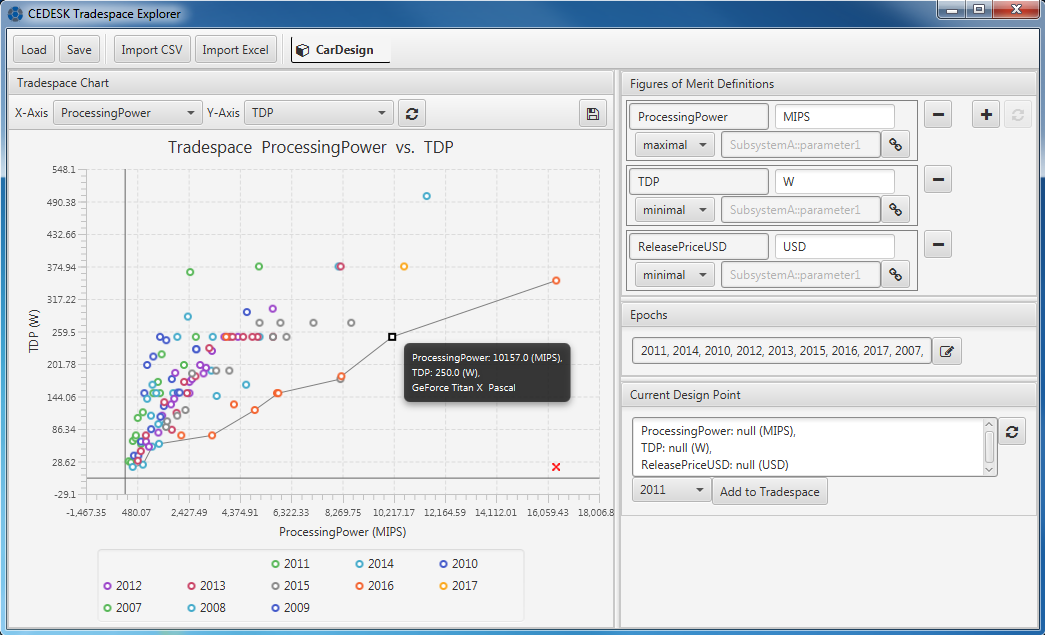 CEDESK Tradespace Explorer
Load Save Import CSV Import Excel CarDesign
Tradespace Chart
X-Axis ProcessingPower Y-Axis TDP
Tradespace ProcessingPower vs. TDP
548.1
490.38
432.66
374.94
317.22
259.5
201.78
144.06
86.34
28.62
-29.1
TDP (W)
ProcessingPower: 10157.0 (MIPS),
TDP: 250.0 (W),
GeForce Titan X Pascal
-1,467.35 480.07 2,427.49 4,374.91 6,322.33 8,269.75 10,217.17 12,164.59 14,112.01 16,059.43 18,006.8
ProcessingPower (MIPS)
2011 2014 2010
2012 2013 2015 2016 2017
2007 2008 2009
Figures of Merit Definitions
ProcessingPower MIPS
maximal SubsystemA::parameter1
TDP W
minimal SubsystemA::parameter1
ReleasePriceUSD USD
minimal SubsystemA::parameter1
Epochs
2011, 2014, 2010, 2012, 2013, 2015, 2016, 2017, 2007,
Current Design Point
ProcessingPower: null (MIPS),
TDP: null (W),
ReleasePriceUSD: null (USD)
2011 Add to Tradespace